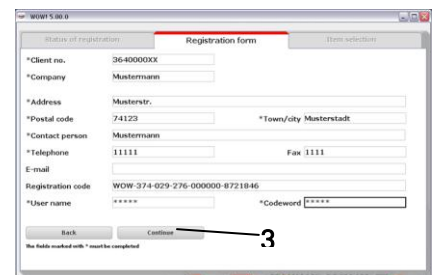 WOW! 5.00.0
Status of registration Registration form Item selection
*Client no. 3640000XX
*Company Mustermann
*Address Musterstr.
*Postal code 74123 *Town/city Musterstadt
*Contact person Mustermann
*Telephone 11111 Fax 1111
E-mail
Registration code WOW-374-029-276-000000-8721846
*User name ***** *Codeword *****
Back Continue 3
The fields marked with * must be completed